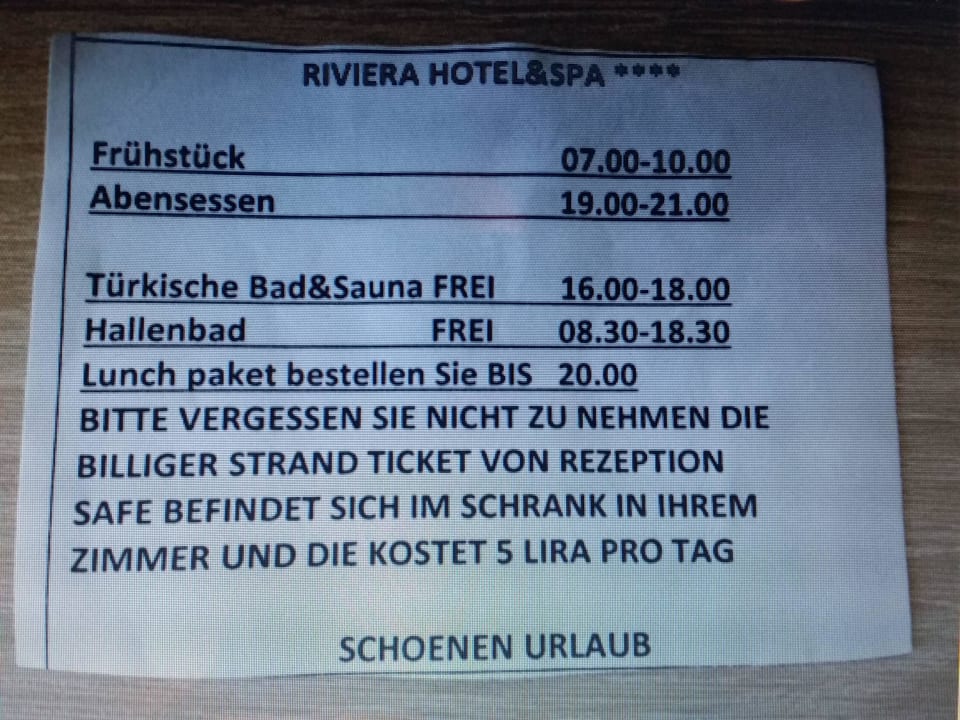 RIVIERA HOTEL&SPA ****
Frühstück 07.00-10.00
Abensessen 19.00-21.00
Türkische Bad&Sauna FREI 16.00-18.00
Hallenbad FREI 08.30-18.30
Lunch paket bestellen Sie BIS 20.00
BITTE VERGESSEN SIE NICHT ZU NEHMEN DIE
BILLIGER STRAND TICKET VON REZEPTION
SAFE BEFINDET SICH IM SCHRANK IN IHREM
ZIMMER UND DIE KOSTET 5 LIRA PRO TAG
SCHOENEN URLAUB